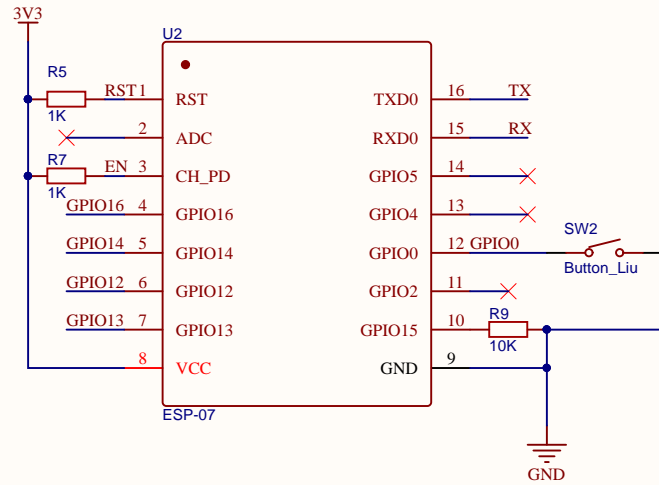 3V3
U2
R5
RST 1 RST
1K
2 ADC
R7
EN 3 CH_PD
1K
GPIO16 4 GPIO16
GPIO14 5 GPIO14
GPIO12 6 GPIO12
GPIO13 7 GPIO13
8 VCC
ESP-07
TXD0 16 TX
RXD0 15 RX
GPIO5 14
GPIO4 13
SW2
GPIO0 12 GPIO0
Button_Liu
GPIO2 11
R9
GPIO15 10
10K
GND 9
GND